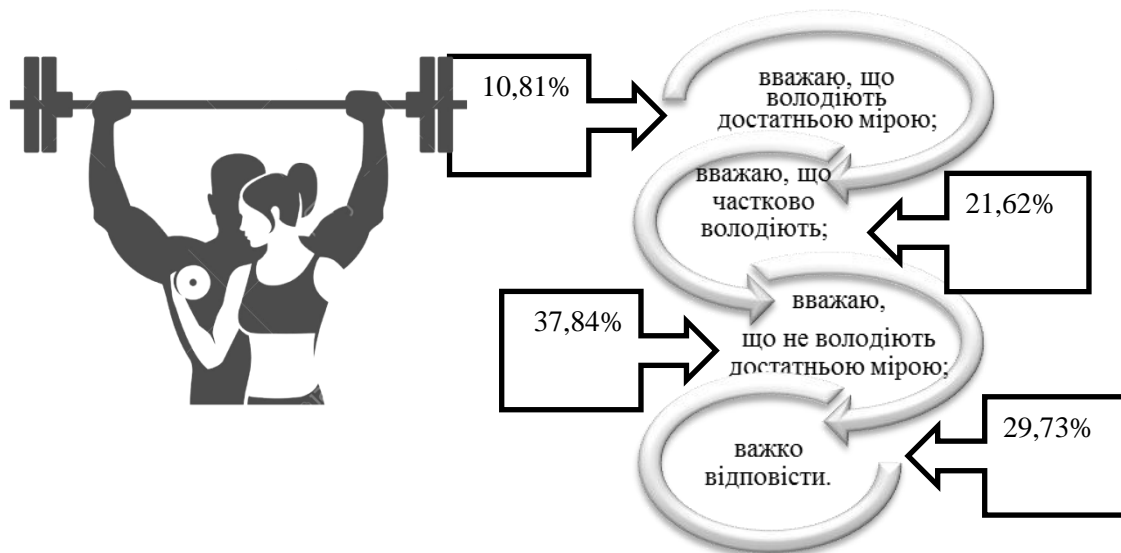 10,81%
вважаю, що
володіють
достатньою мірою;
вважаю, що
частково
володіють;
21,62%
37,84%
вважаю,
що не володіють
достатньою мірою;
29,73%
важко
відповісти.